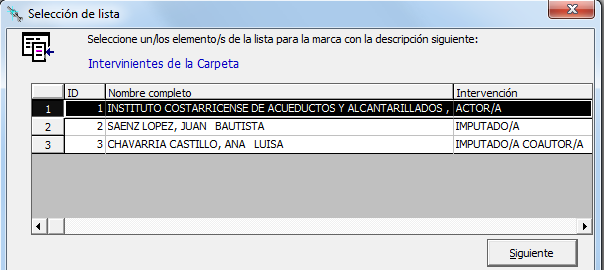 Selección de lista
Seleccione un/los elemento/s de la lista para la marca con la descripción siguiente:
Intervinientes de la Carpeta
ID Nombre completo Intervención
1 1 INSTITUTO COSTARRICENSE DE ACUEDUCTOS Y ALCANTARILLADOS , ACTOR/A
2 2 SAENZ LOPEZ, JUAN BAUTISTA IMPUTADO/A
3 3 CHAVARRIA CASTILLO, ANA LUISA IMPUTADO/A COAUTOR/A
Siguiente